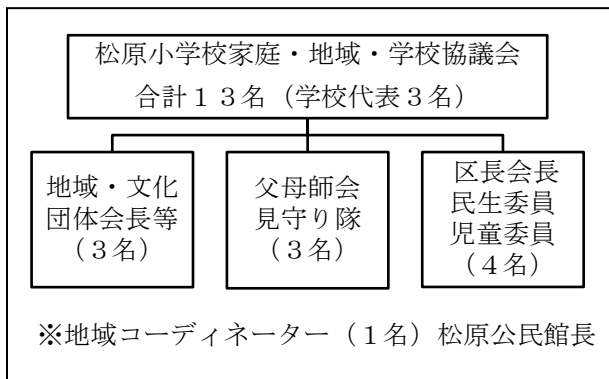 松原小学校家庭・地域・学校協議会
合計１３名（学校代表３名）
地域・文化
団体会長等
（３名）
父母師会
見守り隊
（３名）
区長会長
民生委員
児童委員
（４名）
※地域コーディネーター（１名）松原公民館長